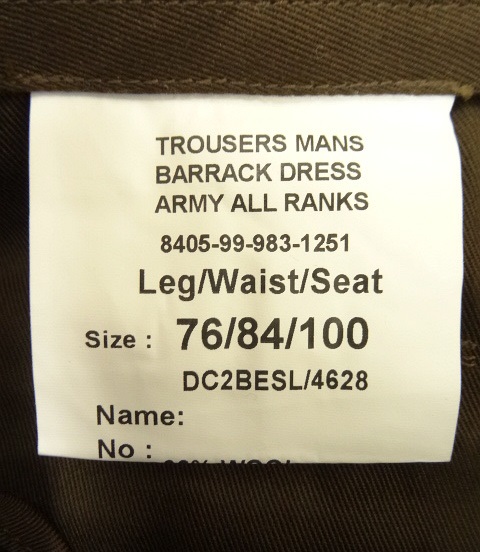 TROUSERS MANS
BARRACK DRESS
ARMY ALL RANKS
8405-99-983-1251
Leg/Waist/Seat
Size : 76/84/100
DC2BESL/4628
Name:
No :